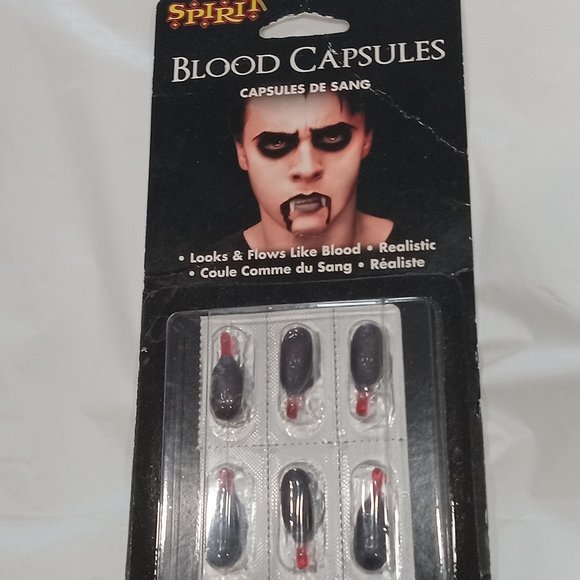 SPIRIT
BLOOD CAPSULES
CAPSULES DE SANG
• Looks & Flows Like Blood • Realistic
• Coule Comme du Sang • Réaliste